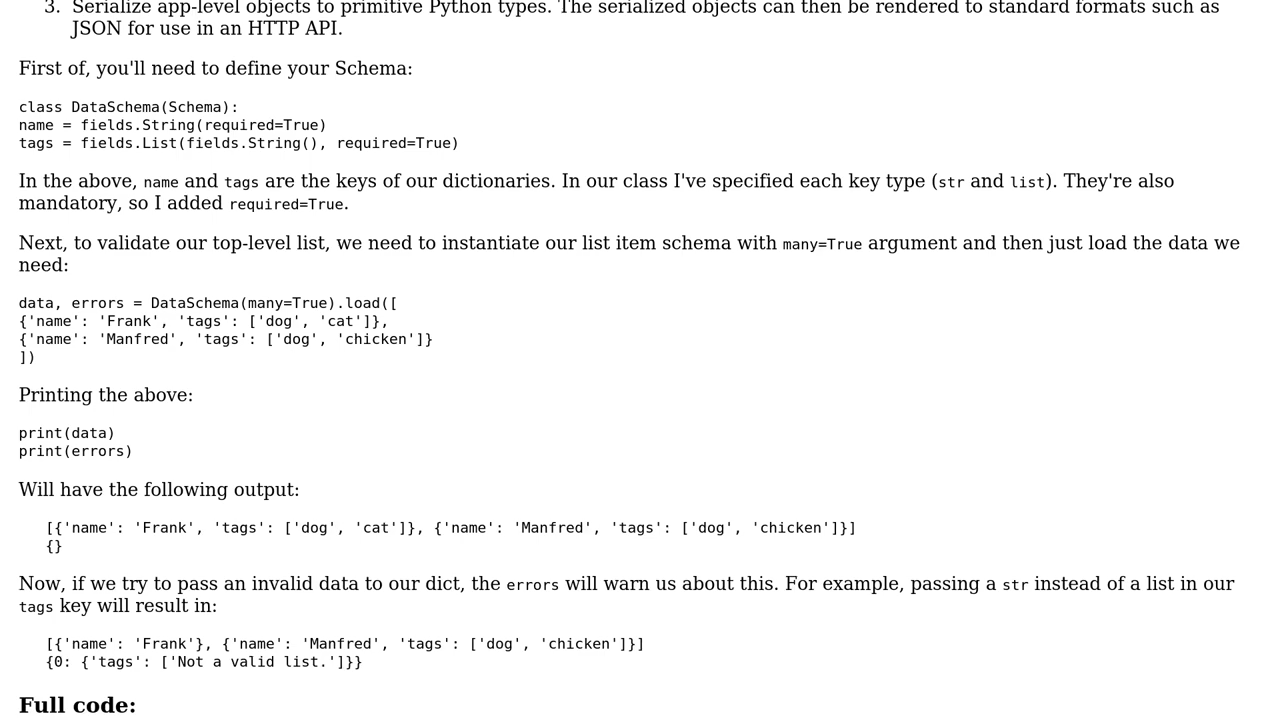 3. Serialize app-level objects to primitive Python types. The serialized objects can then be rendered to standard formats such as
JSON for use in an HTTP API.
First of, you'll need to define your Schema:
class DataSchema(Schema):
name = fields.String(required=True)
tags = fields.List(fields.String(), required=True)
In the above, name and tags are the keys of our dictionaries. In our class I've specified each key type (str and list). They're also
mandatory, so I added required=True.
Next, to validate our top-level list, we need to instantiate our list item schema with many=True argument and then just load the data we
need:
data, errors = DataSchema(many=True).load([
{'name': 'Frank', 'tags': ['dog', 'cat']},
{'name': 'Manfred', 'tags': ['dog', 'chicken']}
])
Printing the above:
print(data)
print(errors)
Will have the following output:
[{'name': 'Frank', 'tags': ['dog', 'cat']}, {'name': 'Manfred', 'tags': ['dog', 'chicken']}]
{}
Now, if we try to pass an invalid data to our dict, the errors will warn us about this. For example, passing a str instead of a list in our
tags key will result in:
[{'name': 'Frank'}, {'name': 'Manfred', 'tags': ['dog', 'chicken']}]
{0: {'tags': ['Not a valid list.']}}
Full code: